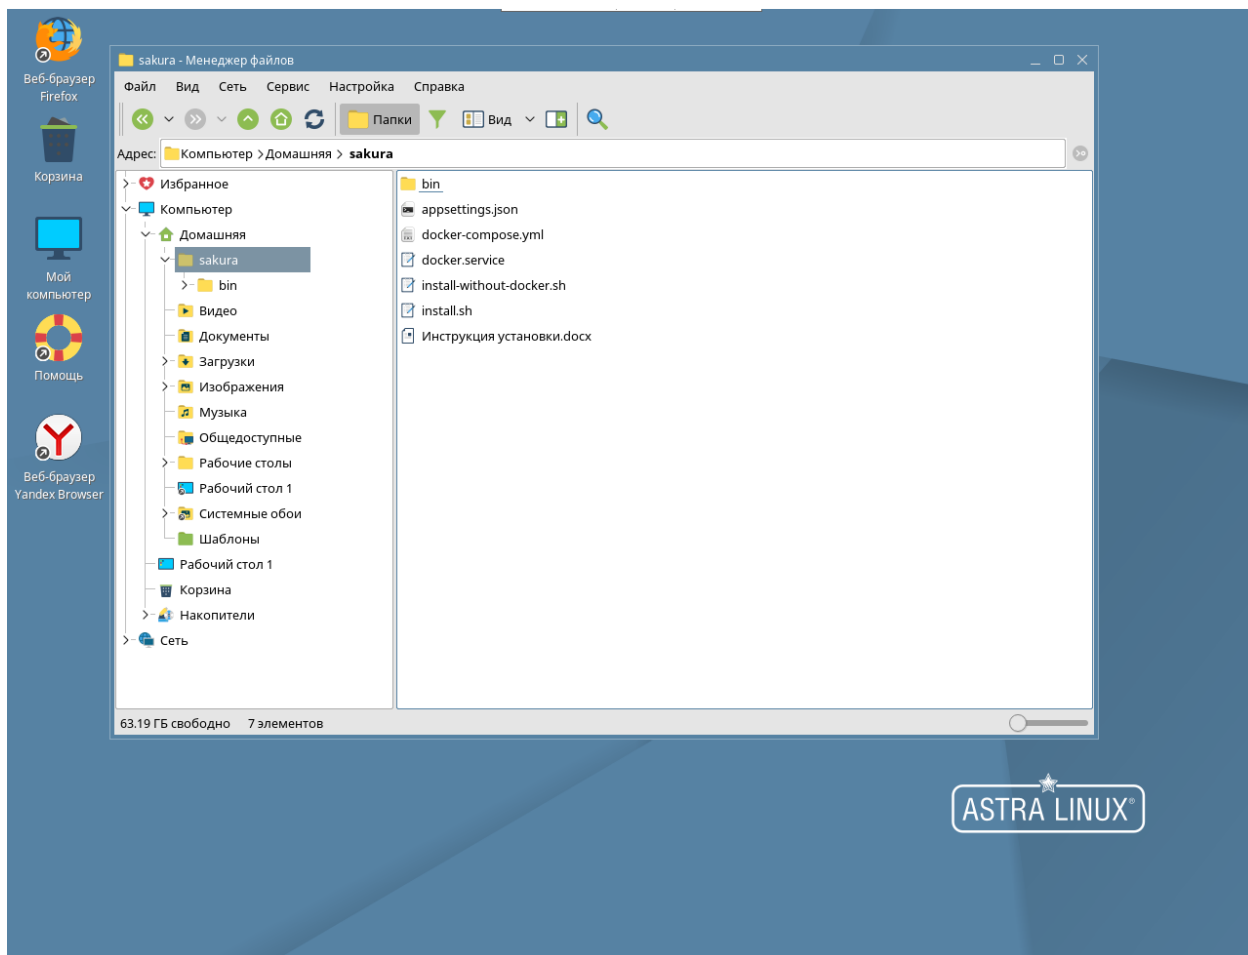 Веб-браузер
Firefox
Корзина
Мой
компьютер
Помощь
Веб-браузер
Yandex Browser
sakura - Менеджер файлов
Файл Вид Сеть Сервис Настройка Справка
Папки Вид
Адрес: Компьютер > Домашняя > sakura
Избранное
Компьютер
Домашняя
sakura
bin
Видео
Документы
Загрузки
Изображения
Музыка
Общедоступные
Рабочие столы
Рабочий стол 1
Системные обои
Шаблоны
Рабочий стол 1
Корзина
Накопители
Сеть
bin
appsettings.json
docker-compose.yml
docker.service
install-without-docker.sh
install.sh
Инструкция установки.docx
63.19 ГБ свободно 7 элементов
ASTRA LINUX®